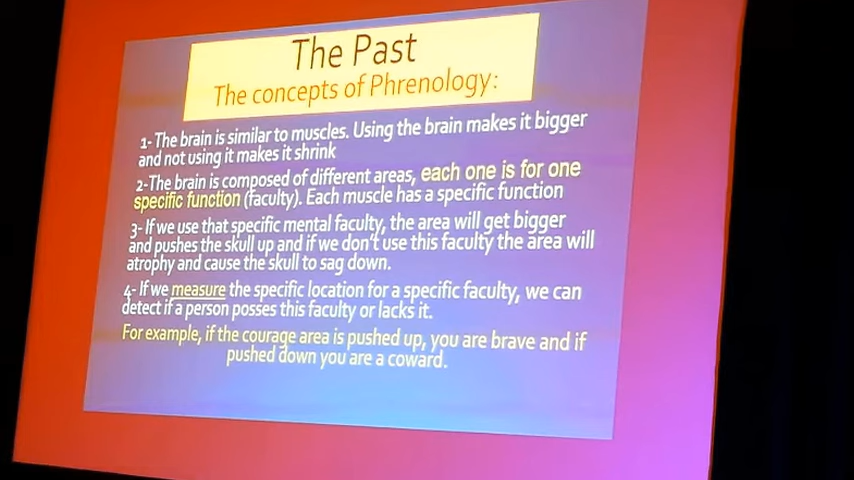 The Past
The concepts of Phrenology:
1- The brain is similar to muscles. Using the brain makes it bigger
and not using it makes it shrink
2-The brain is composed of different areas, each one is for one
specific function (faculty). Each muscle has a specific function
3- If we use that specific mental faculty, the area will get bigger
and pushes the skull up and if we don't use this faculty the area will
atrophy and cause the skull to sag down.
4- If we measure the specific location for a specific faculty, we can
detect if a person posses this faculty or lacks it.
For example, if the courage area is pushed up, you are brave and if
pushed down you are a coward.